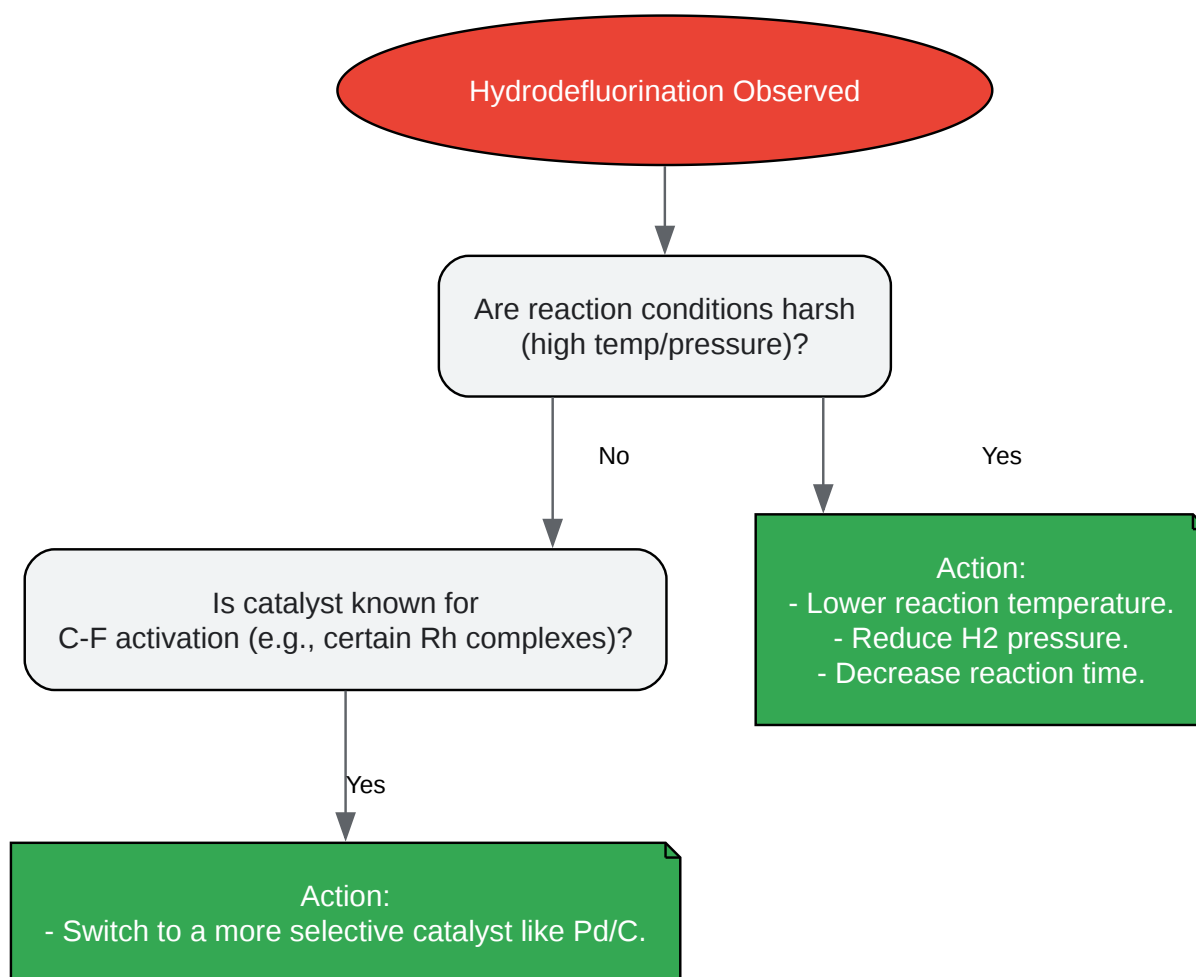 Hydrodefluorination Observed
Are reaction conditions harsh
(high temp/pressure)?
No
Yes
Is catalyst known for
C-F activation (e.g., certain Rh complexes)?
Action:
- Lower reaction temperature.
- Reduce H2 pressure.
- Decrease reaction time.
Yes
Action:
- Switch to a more selective catalyst like Pd/C.